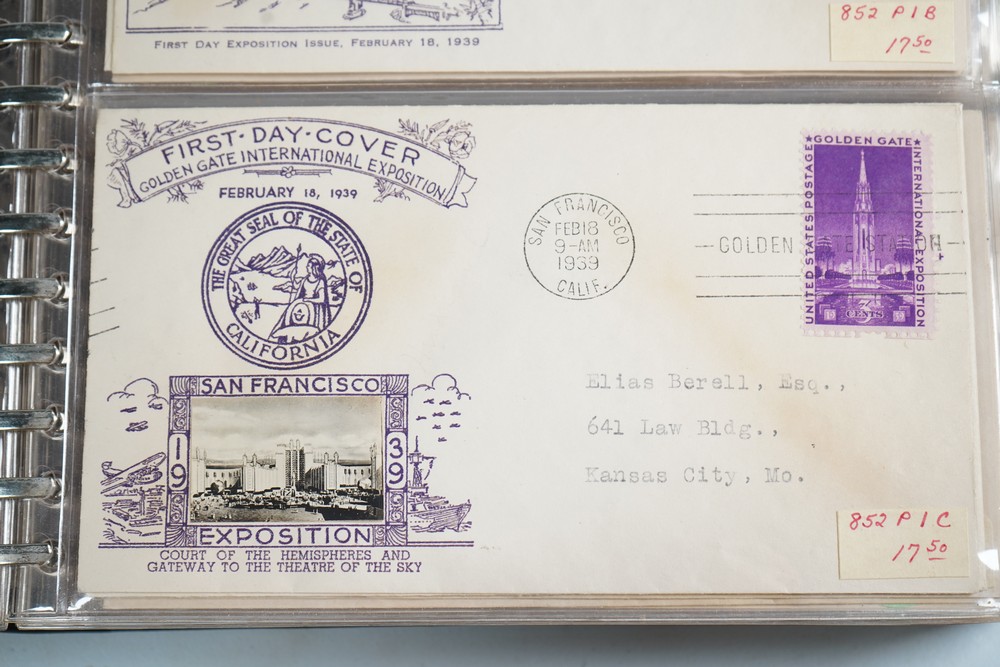 852 P I B
17 50
FIRST DAY EXPOSITION ISSUE, FEBRUARY 18, 1939
FIRST·DAY·COVER
GOLDEN GATE INTERNATIONAL EXPOSITION
FEBRUARY 18, 1939
THE GREAT SEAL OF THE STATE OF
CALIFORNIA
SAN FRANCISCO
19 39
EXPOSITION
COURT OF THE HEMISPHERES AND
GATEWAY TO THE THEATRE OF THE SKY
SAN FRANCISCO
FEB 18
9-AM
1939
CALIF.
GOLDEN
★GOLDEN GATE★
UNITED STATES POSTAGE
INTERNATIONAL EXPOSITION
3
CENTS
Elias Berell, Esq.,
641 Law Bldg.,
Kansas City, Mo.
852 P I C
17 50